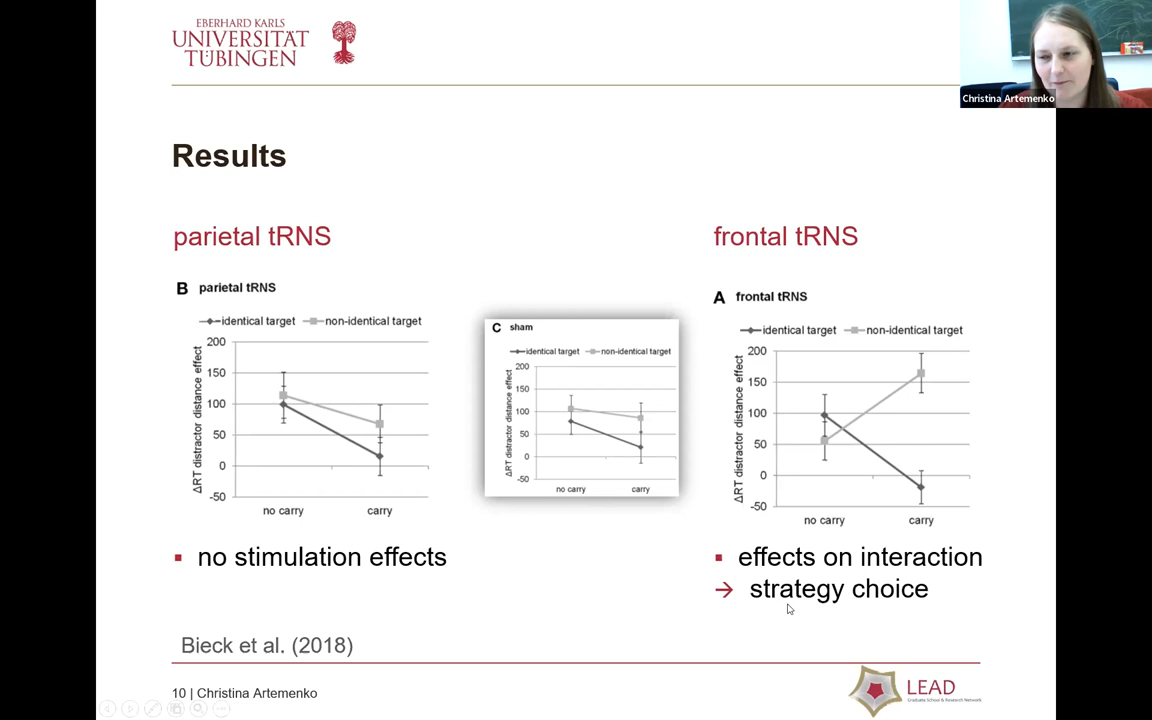 EBERHARD KARLS
UNIVERSITÄT
TÜBINGEN
Christina Artemenko
Results
parietal tRNS
frontal tRNS
B parietal tRNS
identical target non-identical target
ΔRT distractor distance effect
200
150
100
50
0
-50
no carry carry
C sham
identical target non-identical target
ΔRT distractor distance effect
200
150
100
50
0
-50
no carry carry
A frontal tRNS
identical target non-identical target
ΔRT distractor distance effect
200
150
100
50
0
-50
no carry carry
▪ no stimulation effects
▪ effects on interaction
→ strategy choice
Bieck et al. (2018)
10 | Christina Artemenko
LEAD
Graduate School & Research Network